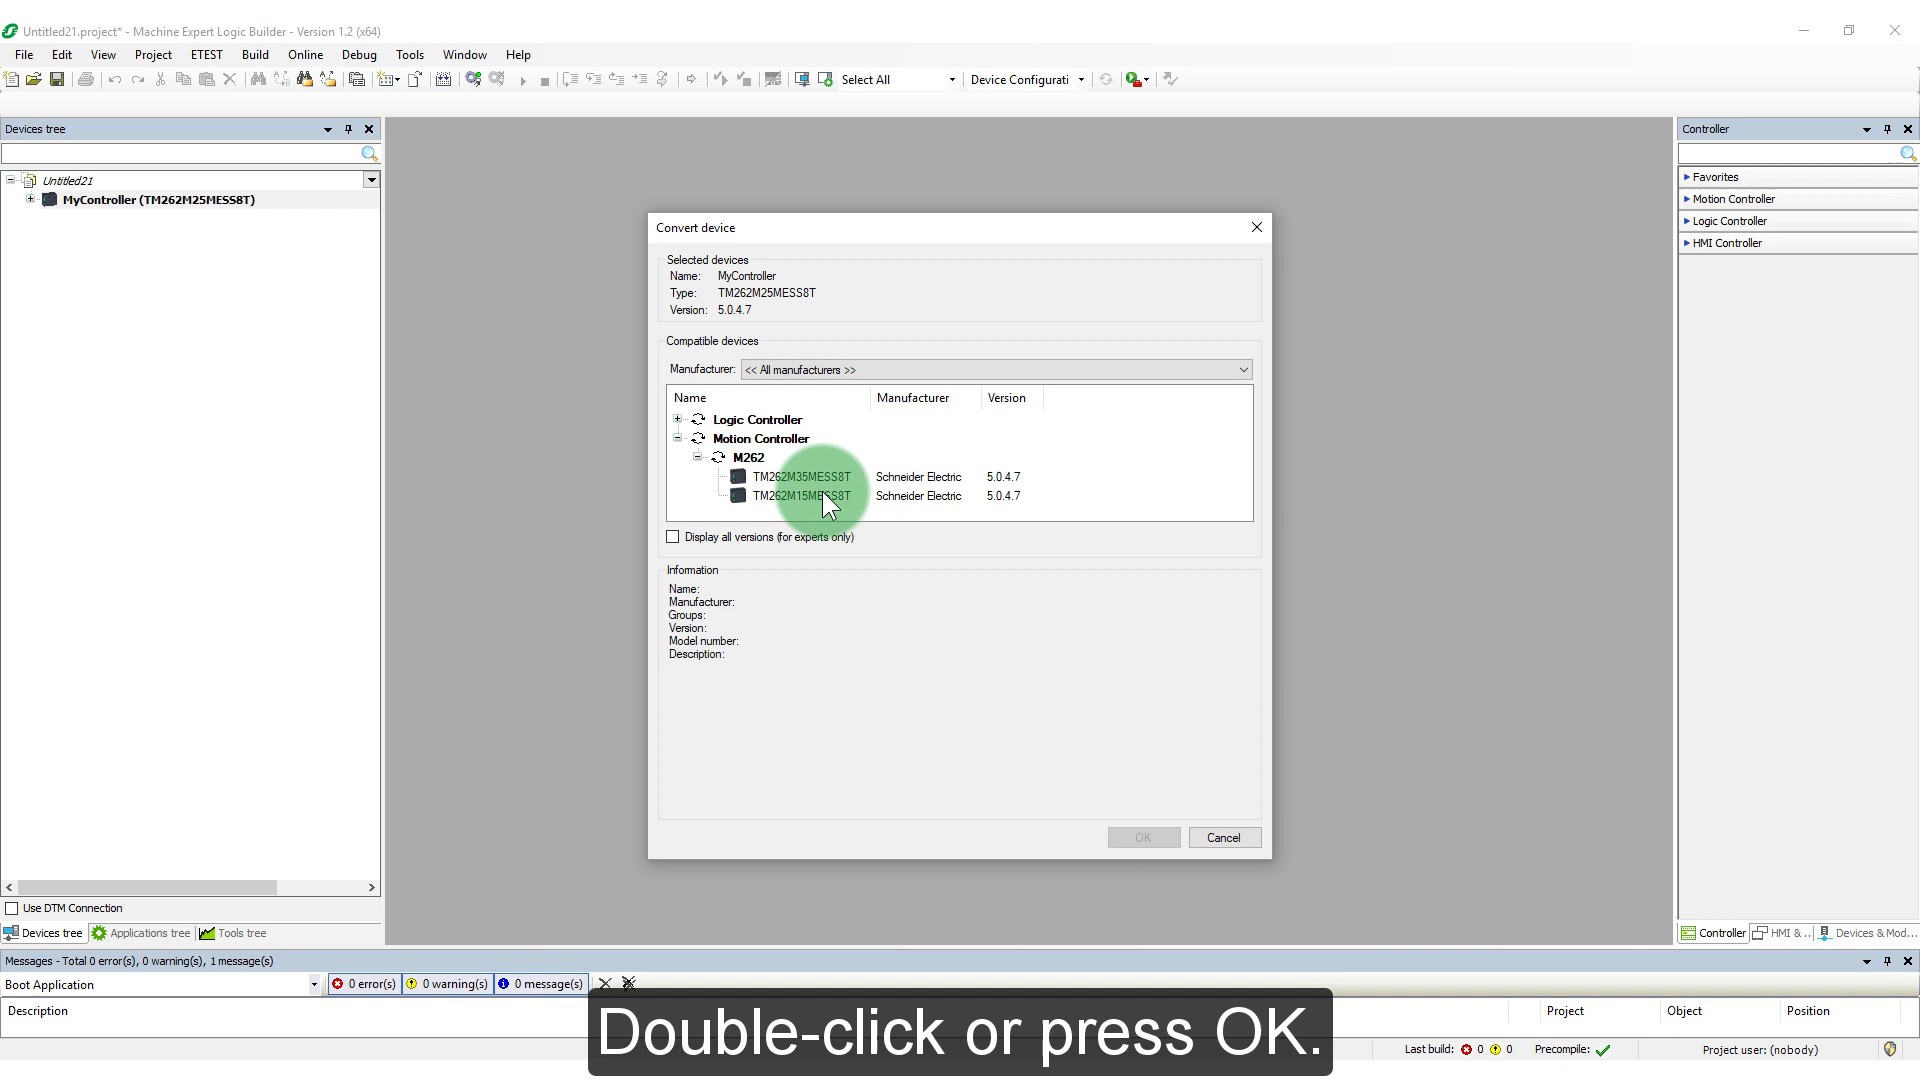 Untitled21.project* - Machine Expert Logic Builder - Version 1.2 (x64)
File Edit View Project ETEST Build Online Debug Tools Window Help
Select All
Device Configurati
Devices tree
Untitled21
MyController (TM262M25MESS8T)
Controller
Favorites
Motion Controller
Logic Controller
HMI Controller
Convert device
Selected devices
Name: MyController
Type: TM262M25MESS8T
Version: 5.0.4.7
Compatible devices
Manufacturer: << All manufacturers >>
Name Manufacturer Version
Logic Controller
Motion Controller
M262
TM262M35MESS8T Schneider Electric 5.0.4.7
TM262M15MESS8T Schneider Electric 5.0.4.7
Display all versions (for experts only)
Information
Name:
Manufacturer:
Groups:
Version:
Model number:
Description:
OK Cancel
Use DTM Connection
Devices tree Applications tree Tools tree
Controller HMI & .. Devices & Mod...
Messages - Total 0 error(s), 0 warning(s), 1 message(s)
Boot Application 0 error(s) 0 warning(s) 0 message(s)
Description Project Object Position
Double-click or press OK.
Last build: 0 0 Precompile: Project user: (nobody)